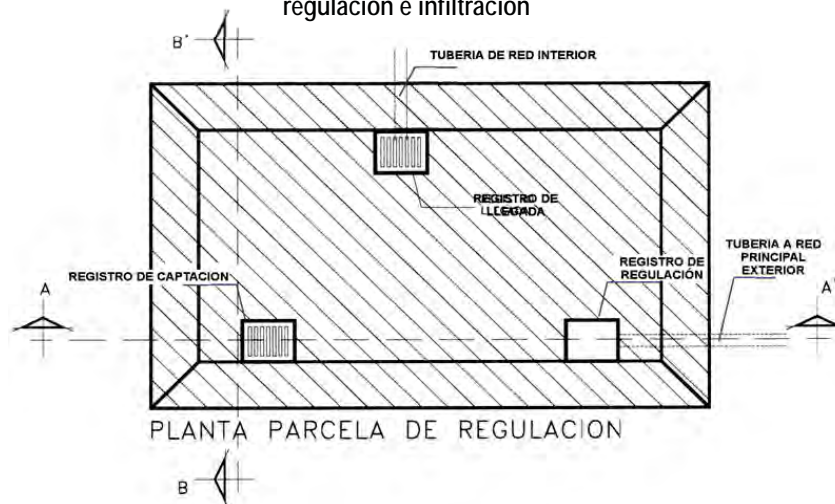 regulación e infiltración
B'
TUBERIA DE RED INTERIOR
REGISTRO DE
LLEGADA
TUBERIA A RED
PRINCIPAL
EXTERIOR
REGISTRO DE
REGULACIÓN
REGISTRO DE CAPTACION
A
A'
PLANTA PARCELA DE REGULACION
B